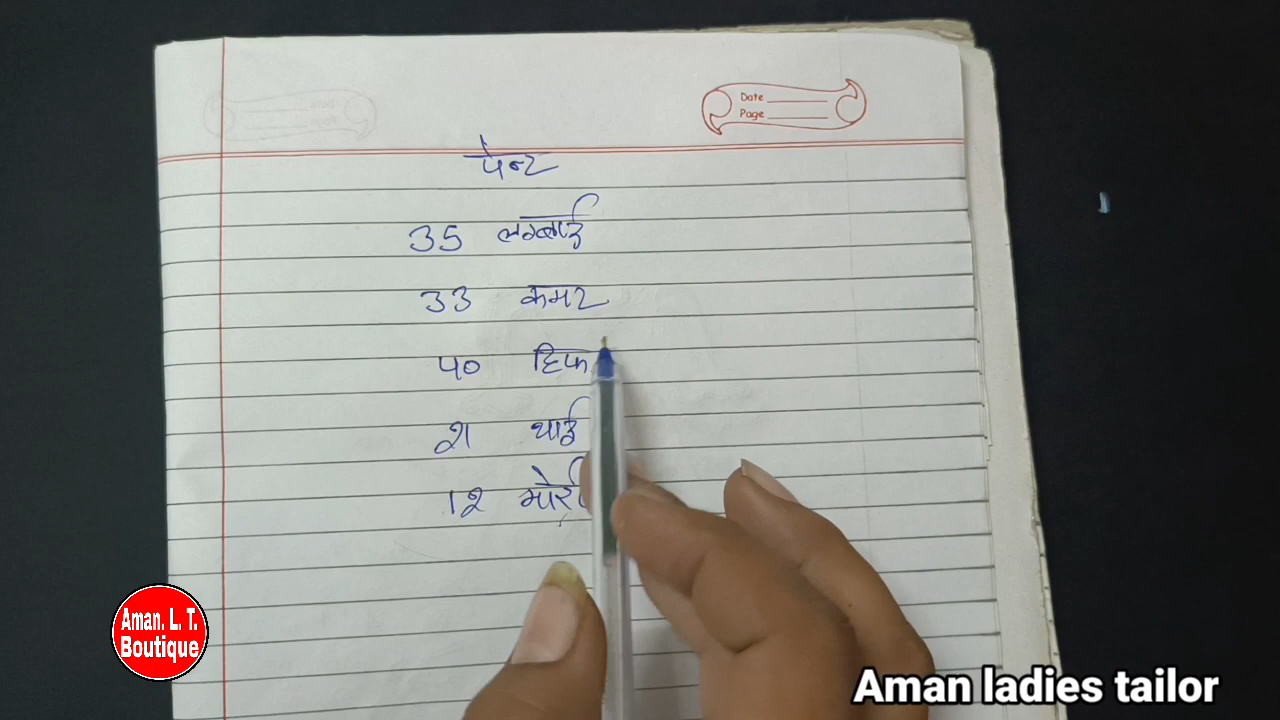 Date
Page
पेन्ट
35 लम्बाई
33 कमर
40 हिफ
21 थाई
12 मोरी
Aman. L. T.
Boutique
Aman ladies tailor